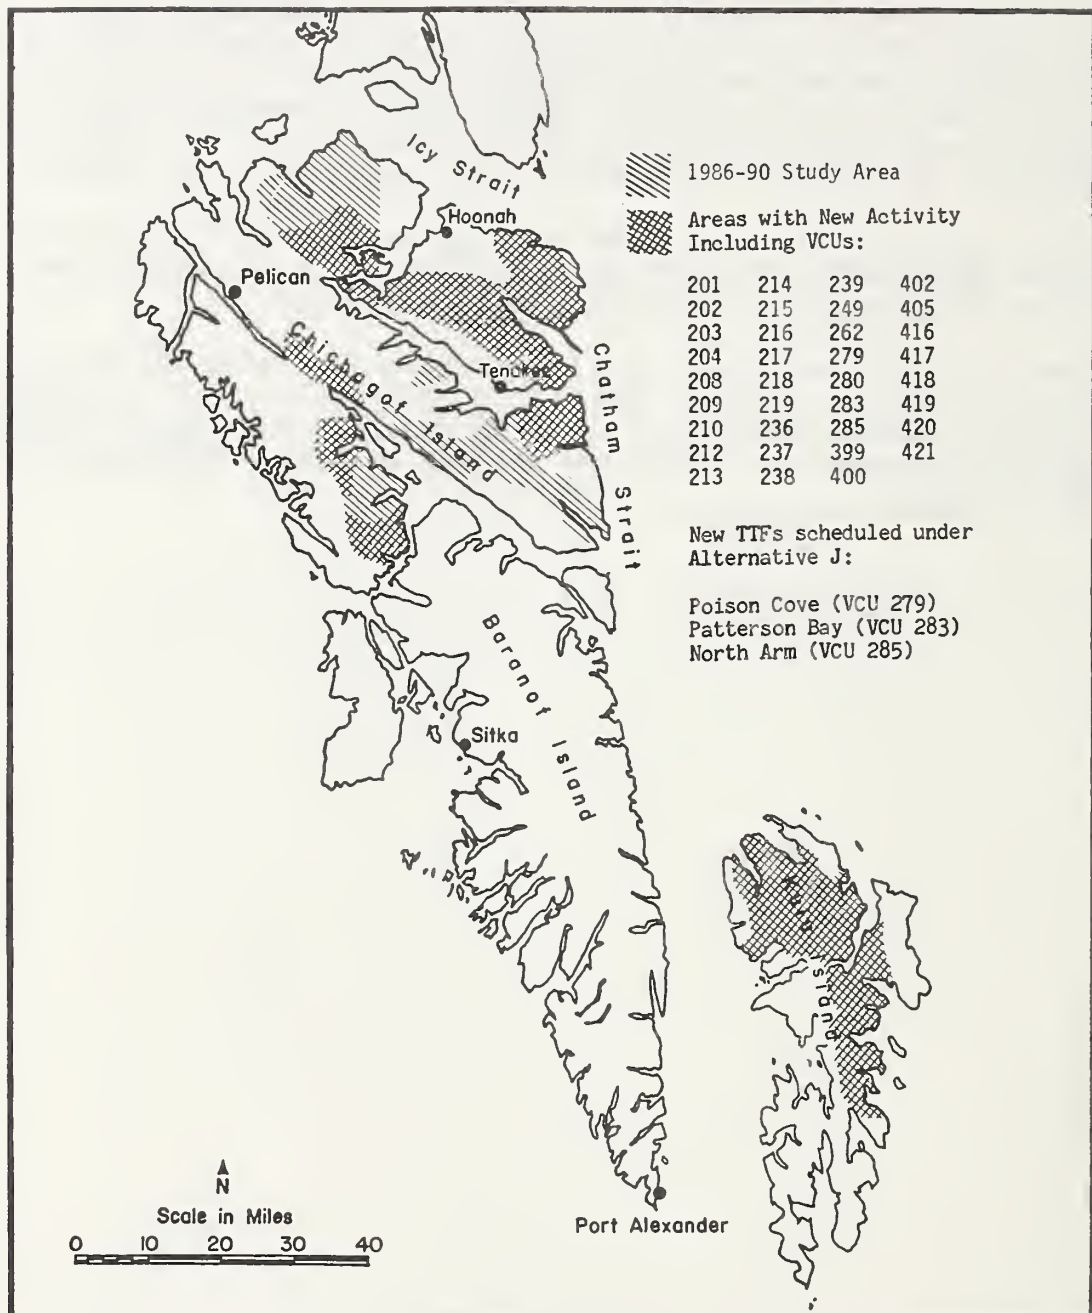 Icy Strait
1986-90 Study Area
Hoonah
Areas with New Activity
Including VCUs:
Pelican
201 214 239 402
202 215 249 405
203 216 262 416
204 217 279 417
208 218 280 418
209 219 283 419
210 236 285 420
212 237 399 421
213 238 400
Chichagof Island
Tenakee
Chatham Strait
New TTFs scheduled under
Alternative J:
Poison Cove (VCU 279)
Patterson Bay (VCU 283)
North Arm (VCU 285)
Baranof Island
Sitka
Island
Port Alexander
N
Scale in Miles
0 10 20 30 40